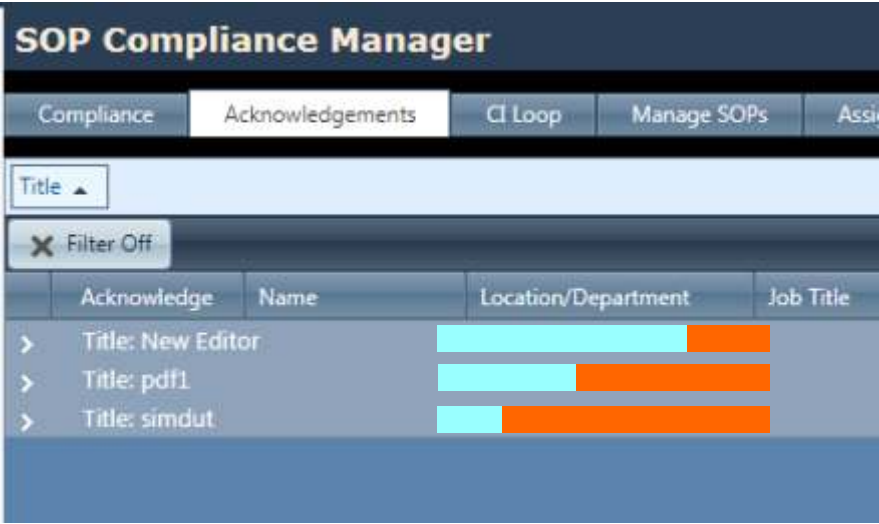 SOP Compliance Manager
Compliance Acknowledgements CI Loop Manage SOPs
Title
Filter Off
Acknowledge Name Location/Department Job Title
Title: New Editor
Title: pdf1
Title: simdut